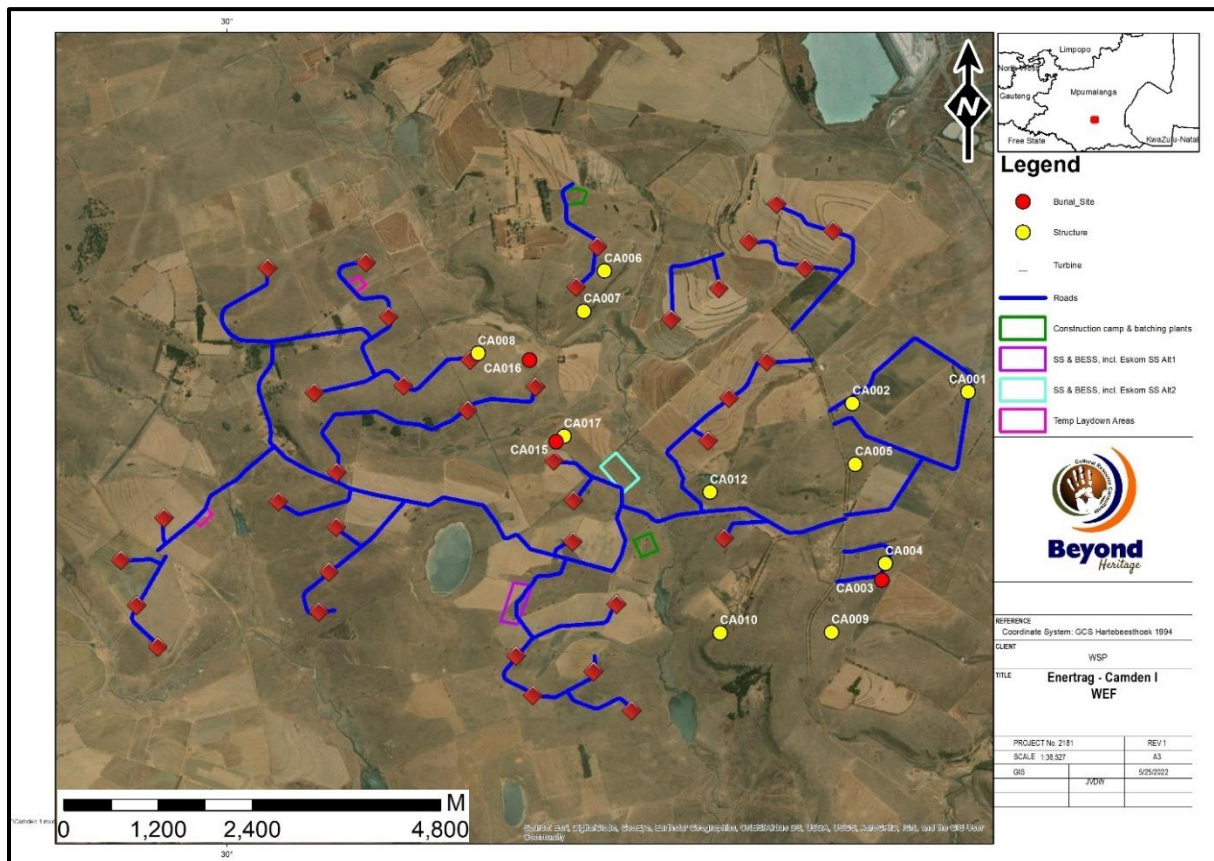 30°
N
CA006
CA007
CA008
CA016
CA002
CA001
CA017
CA015
CA005
CA012
CA004
CA003
CA010
CA009
M
0 1,200 2,400 4,800
30°
Limpopo
North West
Gauteng
Mpumalanga
Free State
KwaZulu-Natal
Legend
Burial_Site
Structure
Turbine
Roads
Construction camp & batching plants
SS & BESS, incl. Eskom SS Alt1
SS & BESS, incl. Eskom SS Alt2
Temp Laydown Areas
Beyond
Heritage
REFERENCE
Coordinate System: GCS Hartebeesthoek 1994
CLIENT
WSP
TITLE
Enertrag - Camden I
WEF
PROJECT No. 2181 REV 1
SCALE 1:38,527 A3
GIS JVDW 5/25/2022